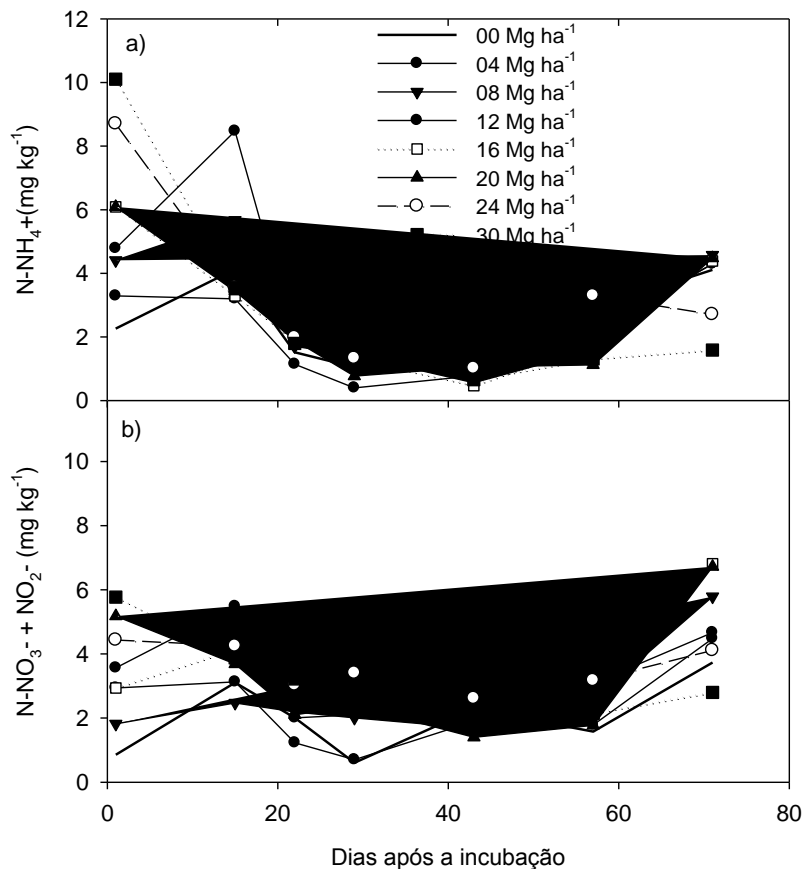 12
a)
00 Mg ha⁻¹
04 Mg ha⁻¹
10
08 Mg ha⁻¹
12 Mg ha⁻¹
8
16 Mg ha⁻¹
20 Mg ha⁻¹
24 Mg ha⁻¹
6
30 Mg ha⁻¹
N-NH₄+(mg kg⁻¹)
4
2
0
b)
10
8
6
N-NO₃- + NO₂- (mg kg⁻¹)
4
2
0
0 20 40 60 80
Dias após a incubação